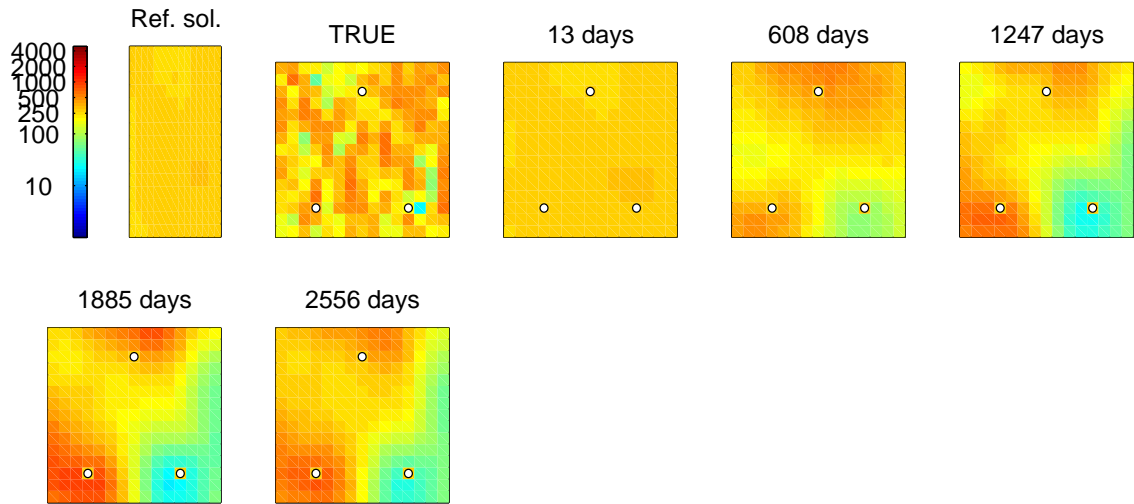 Ref. sol.
TRUE
13 days
608 days
1247 days
4000
2000
1000
500
250
100
10
1885 days
2556 days